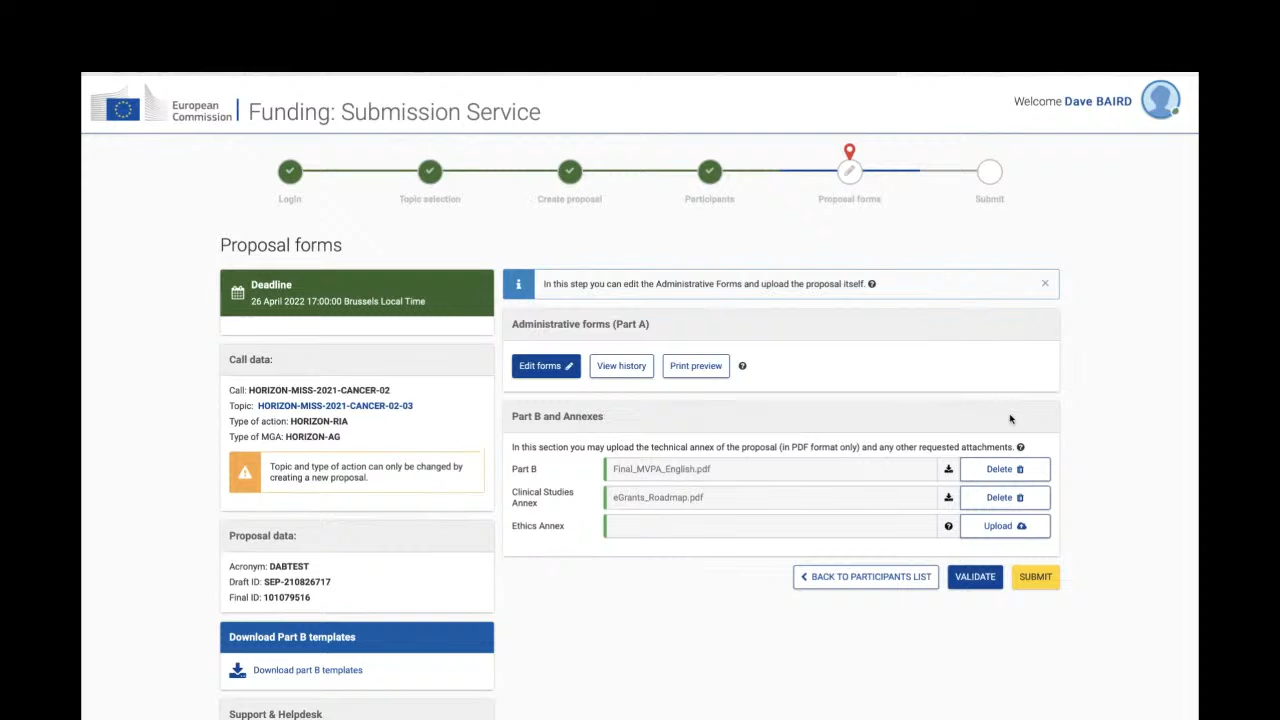 European
Commission
Funding: Submission Service
Welcome Dave BAIRD
Login
Topic selection
Create proposal
Participants
Proposal forms
Submit
Proposal forms
Deadline
26 April 2022 17:00:00 Brussels Local Time
Call data:
Call: HORIZON-MISS-2021-CANCER-02
Topic: HORIZON-MISS-2021-CANCER-02-03
Type of action: HORIZON-RIA
Type of MGA: HORIZON-AG
Topic and type of action can only be changed by
creating a new proposal.
Proposal data:
Acronym: DABTEST
Draft ID: SEP-210826717
Final ID: 101079516
Download Part B templates
Download part B templates
Support & Helpdesk
In this step you can edit the Administrative Forms and upload the proposal itself.
Administrative forms (Part A)
Edit forms
View history
Print preview
Part B and Annexes
In this section you may upload the technical annex of the proposal (in PDF format only) and any other requested attachments.
Part B
Final_MVPA_English.pdf
Delete
Clinical Studies
Annex
eGrants_Roadmap.pdf
Delete
Ethics Annex
Upload
BACK TO PARTICIPANTS LIST
VALIDATE
SUBMIT